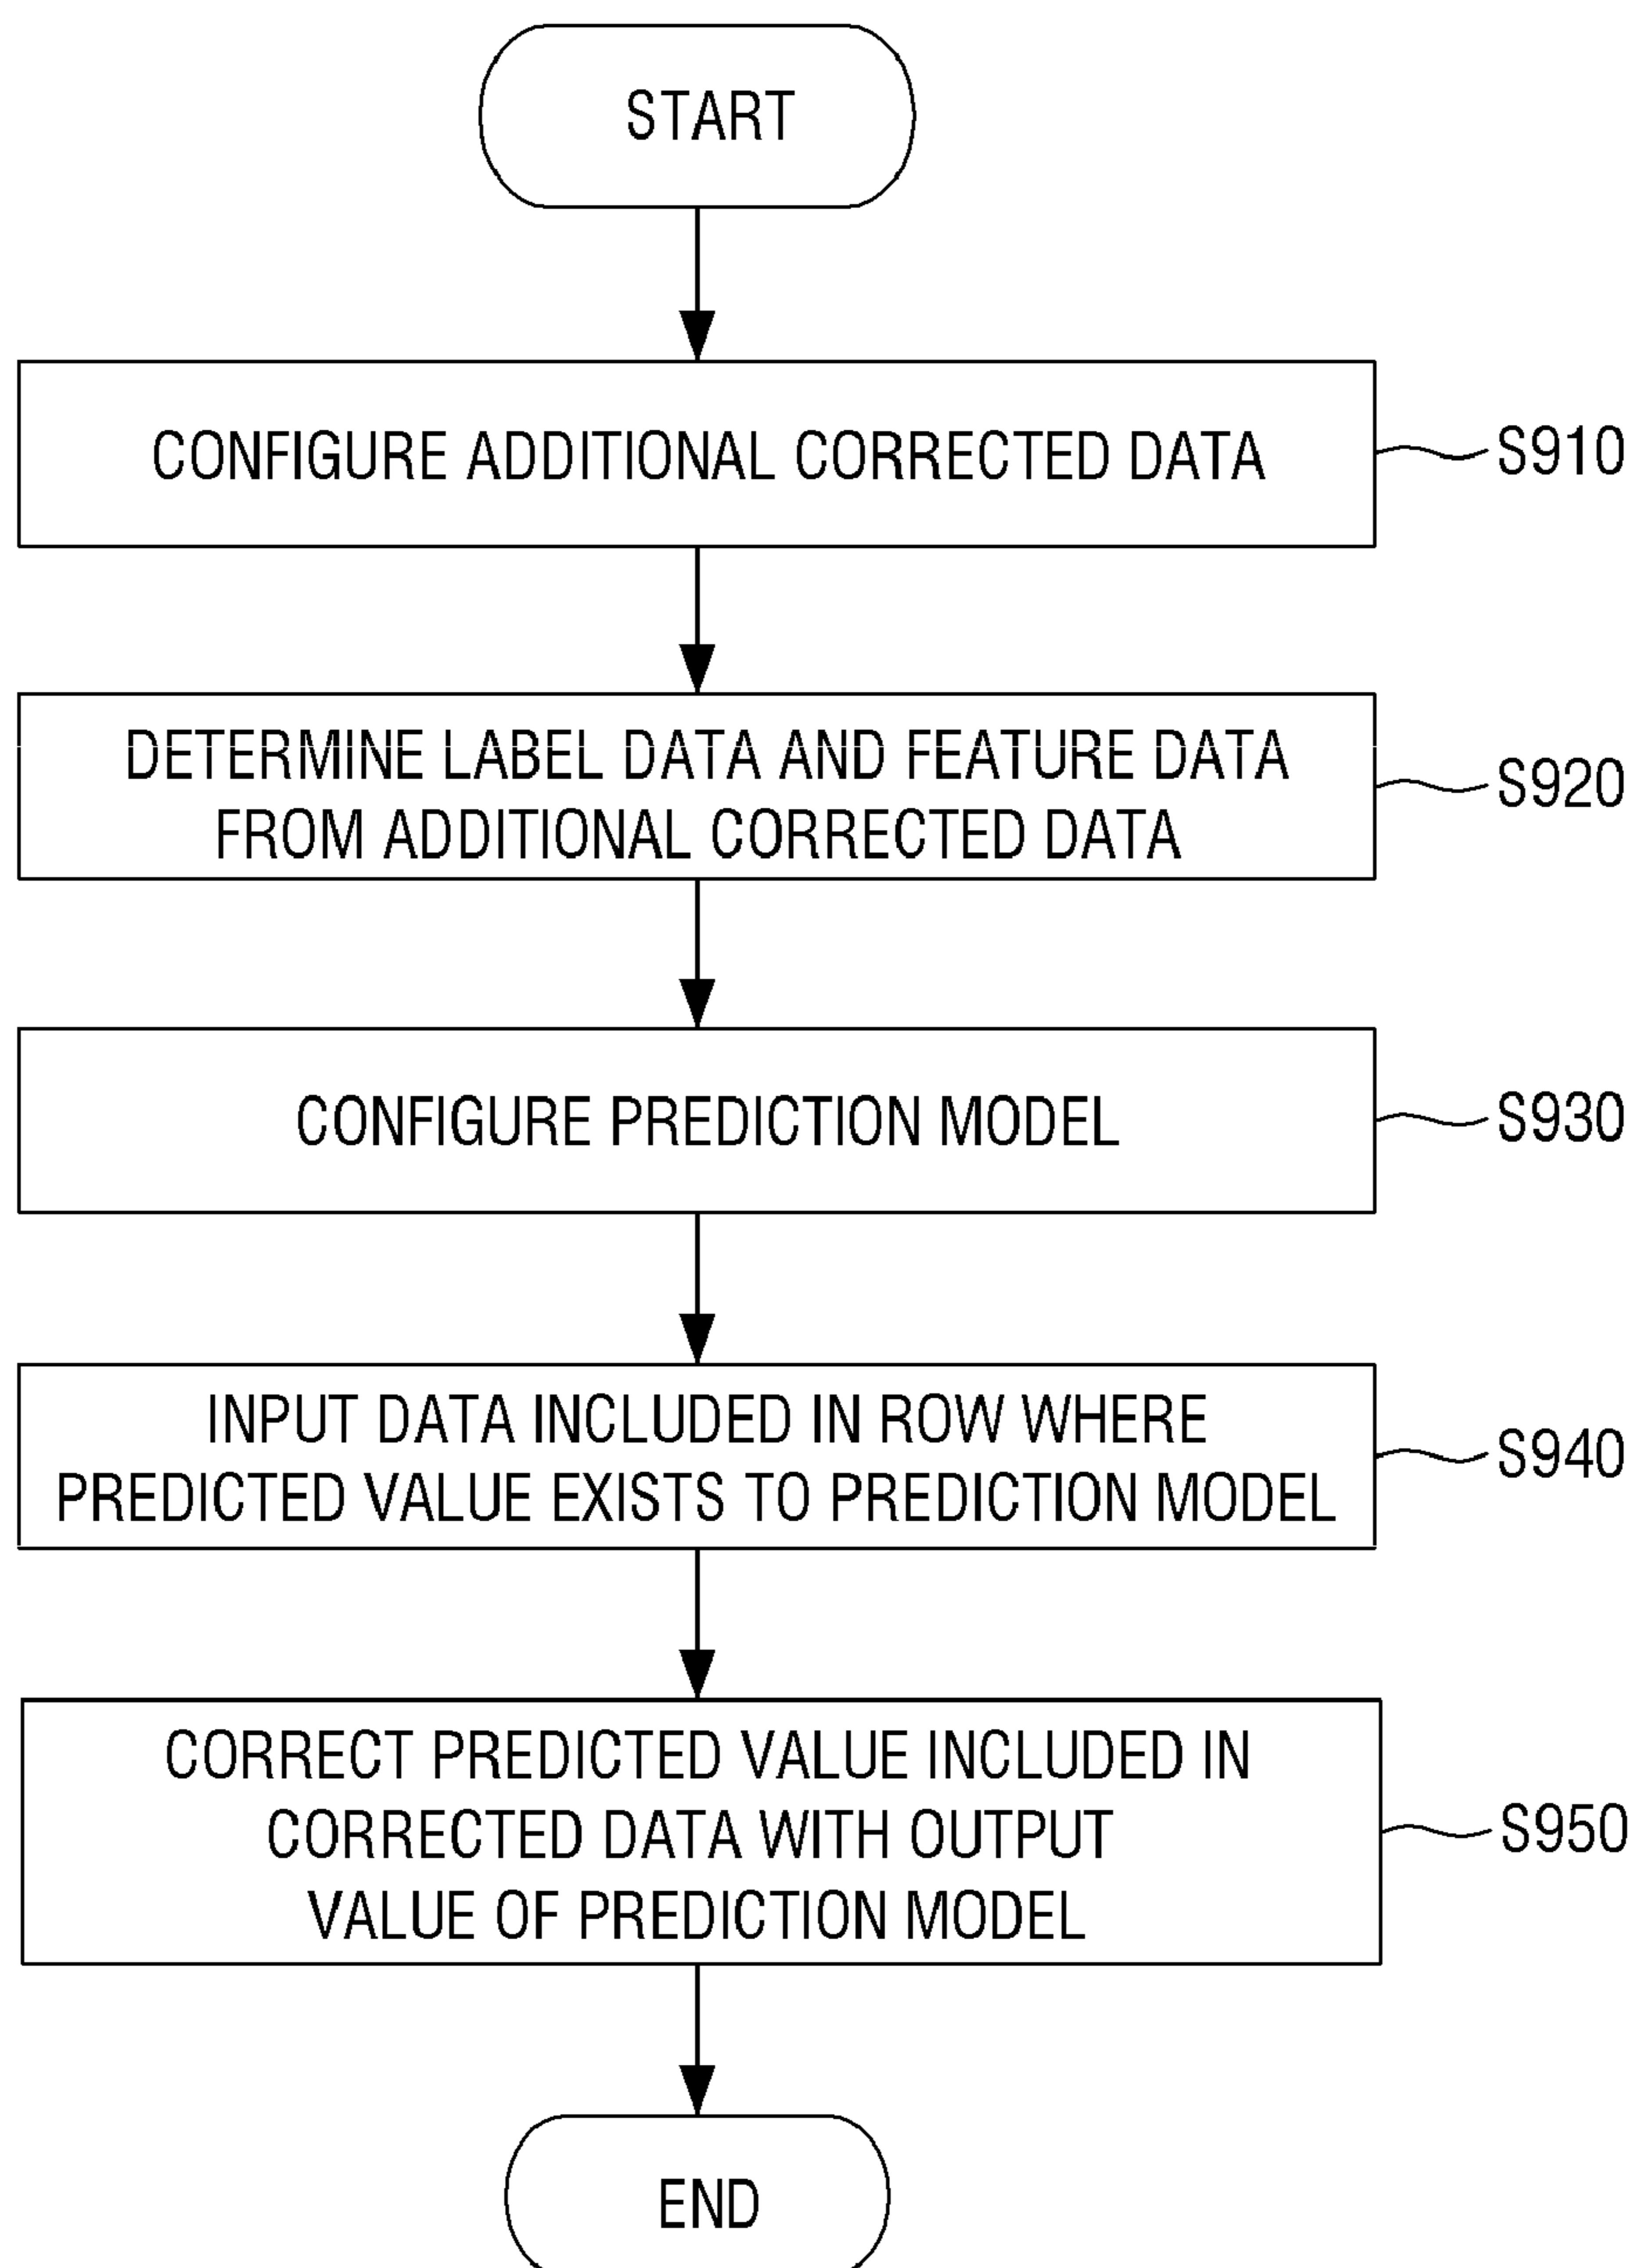 START
CONFIGURE ADDITIONAL CORRECTED DATA
S910
DETERMINE LABEL DATA AND FEATURE DATA
FROM ADDITIONAL CORRECTED DATA
S920
CONFIGURE PREDICTION MODEL
S930
INPUT DATA INCLUDED IN ROW WHERE
PREDICTED VALUE EXISTS TO PREDICTION MODEL
S940
CORRECT PREDICTED VALUE INCLUDED IN
CORRECTED DATA WITH OUTPUT
VALUE OF PREDICTION MODEL
S950
END